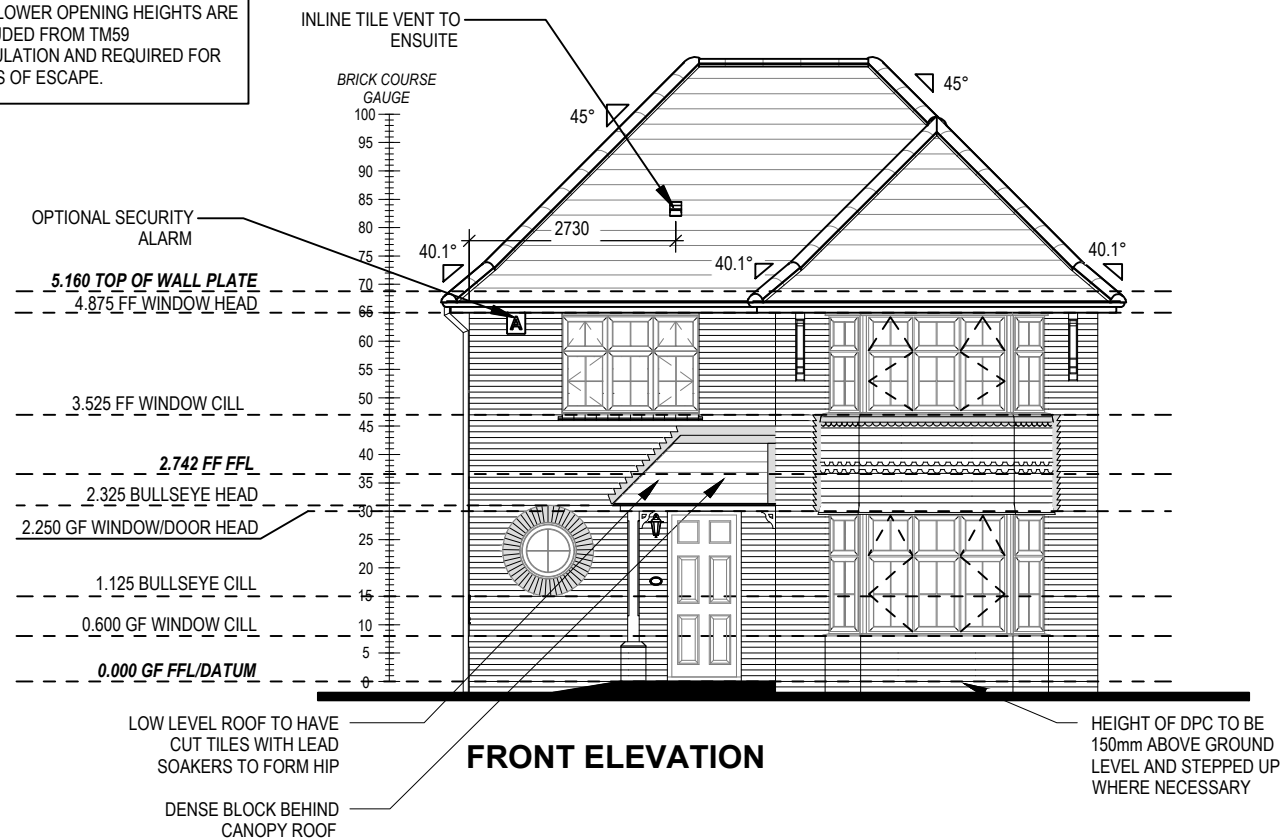 LOWER OPENING HEIGHTS ARE
FROM TM59
AND REQUIRED FOR
OF ESCAPE.
INLINE TILE VENT TO
ENSUITE
BRICK COURSE
GAUGE
100
95
90
85
80
75
70
65
60
55
50
45
40
35
30
25
20
15
10
5
0
45°
45°
OPTIONAL SECURITY
ALARM
2730
40.1°
40.1°
40.1°
5.160 TOP OF WALL PLATE
4.875 FF WINDOW HEAD
A
3.525 FF WINDOW CILL
2.742 FF FFL
2.325 BULLSEYE HEAD
2.250 GF WINDOW/DOOR HEAD
1.125 BULLSEYE CILL
0.600 GF WINDOW CILL
0.000 GF FFL/DATUM
LOW LEVEL ROOF TO HAVE
CUT TILES WITH LEAD
SOAKERS TO FORM HIP
DENSE BLOCK BEHIND
CANOPY ROOF
FRONT ELEVATION
HEIGHT OF DPC TO BE
150mm ABOVE GROUND
LEVEL AND STEPPED UP
WHERE NECESSARY